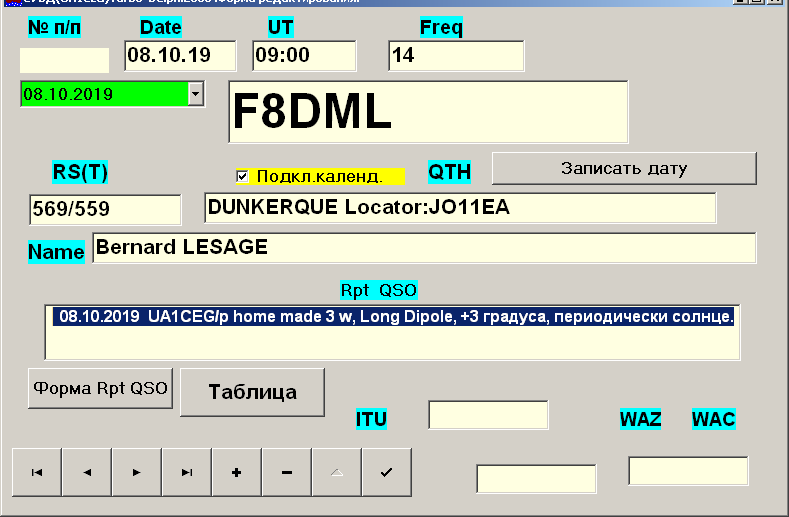 № п/п Date UT Freq
08.10.19 09:00 14
08.10.2019
F8DML
RS(T) Подкл.календ. QTH Записать дату
569/559 DUNKERQUE Locator:JO11EA
Name Bernard LESAGE
Rpt QSO
08.10.2019 UA1CEG/p home made 3 w, Long Dipole, +3 градуса, периодически солнце.
Форма Rpt QSO Таблица
ITU WAZ WAC